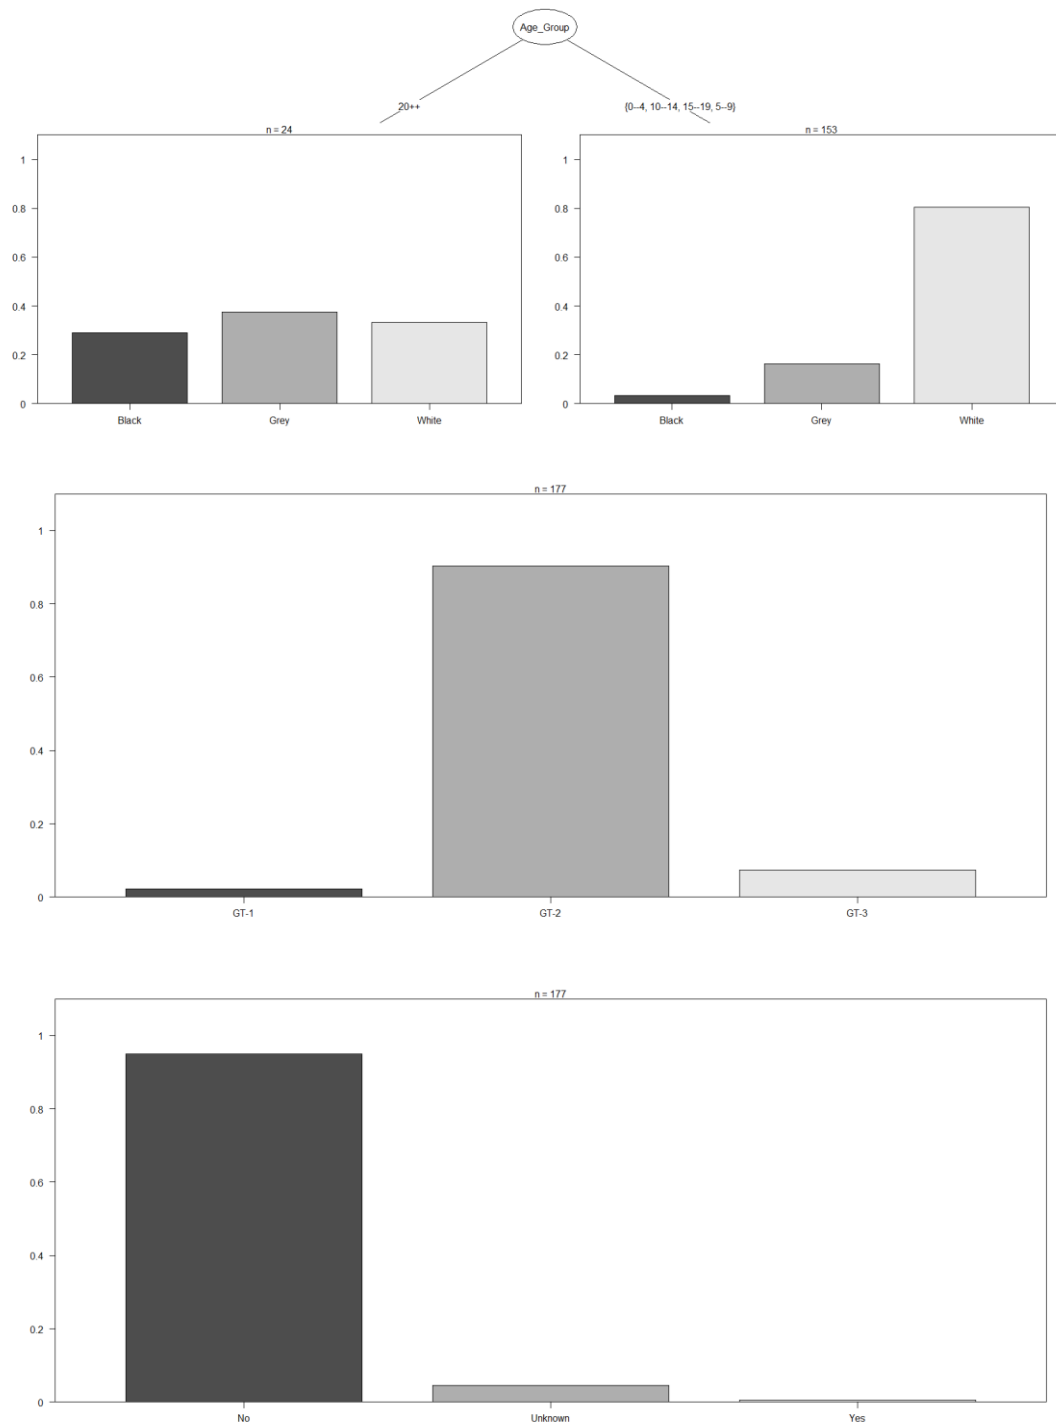 Age_Group
20++
{0--4, 10--14, 15--19, 5--9}
n = 24
1
0.8
0.6
0.4
0.2
0
Black
Grey
White
n = 153
1
0.8
0.6
0.4
0.2
0
Black
Grey
White
n = 177
1
0.8
0.6
0.4
0.2
0
GT-1
GT-2
GT-3
n = 177
1
0.8
0.6
0.4
0.2
0
No
Unknown
Yes